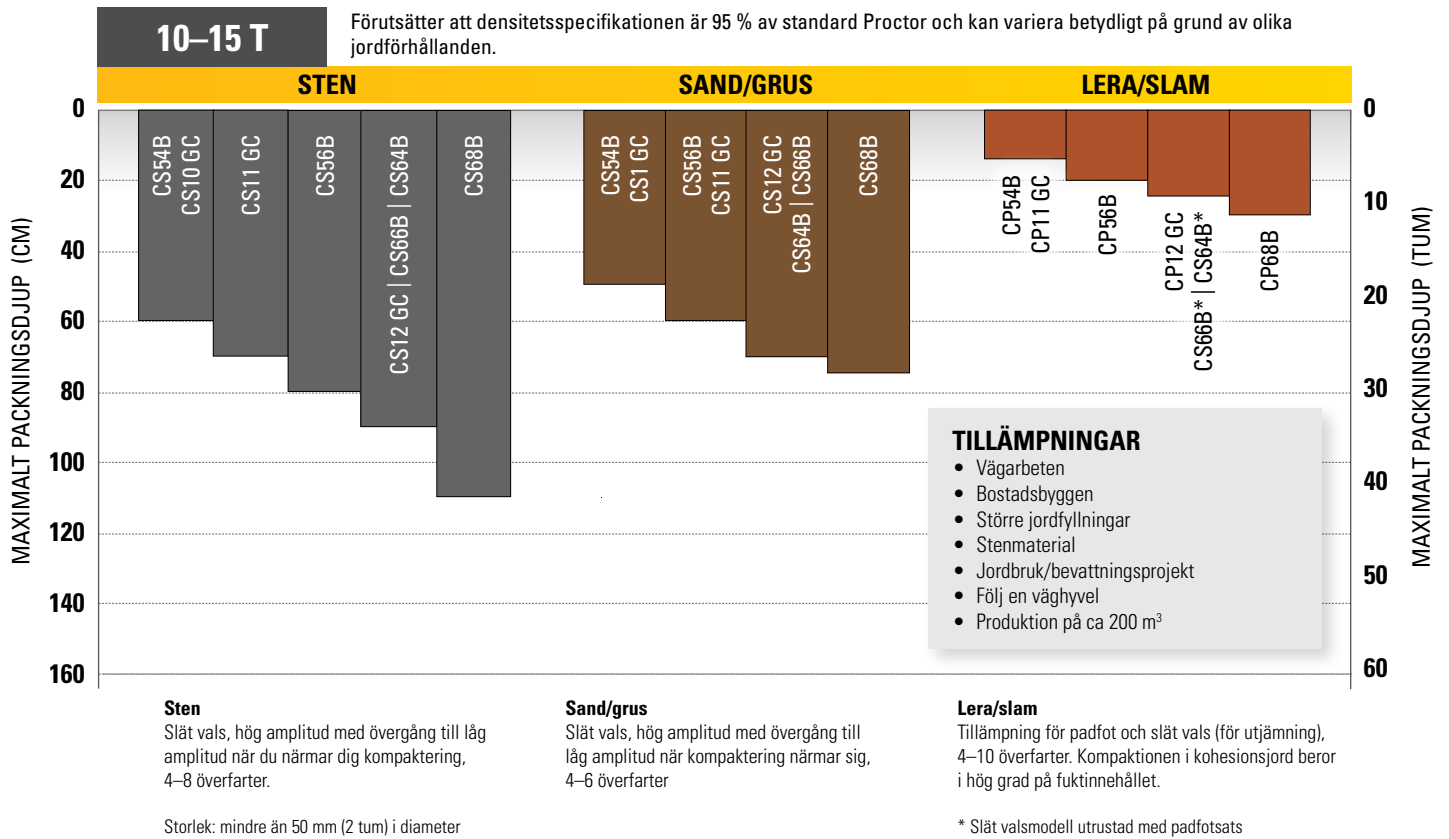 10–15 T
Förutsätter att densitetsspecifikationen är 95 % av standard Proctor och kan variera betydligt på grund av olika
jordförhållanden.
STEN
SAND/GRUS
LERA/SLAM
MAXIMALT PACKNINGSDJUP (CM)
0
20
40
60
80
100
120
140
160
CS54B
CS10 GC
CS11 GC
CS56B
CS12 GC | CS66B | CS64B
CS68B
CS54B
CS1 GC
CS56B
CS11 GC
CS12 GC
CS64B | CS66B
CS68B
CP54B
CP11 GC
CP56B
CP12 GC
CS66B* | CS64B*
CP68B
0
10
20
30
40
50
60
MAXIMALT PACKNINGSDJUP (TUM)
TILLÄMPNINGAR
• Vägarbeten
• Bostadsbyggen
• Större jordfyllningar
• Stenmaterial
• Jordbruk/bevattningsprojekt
• Följ en väghyvel
• Produktion på ca 200 m³
Sten
Slät vals, hög amplitud med övergång till låg
amplitud när du närmar dig kompaktering,
4–8 överfarter.
Storlek: mindre än 50 mm (2 tum) i diameter
Sand/grus
Slät vals, hög amplitud med övergång till
låg amplitud när kompaktering närmar sig,
4–6 överfarter
Lera/slam
Tillämpning för padfot och slät vals (för utjämning),
4–10 överfarter. Kompaktionen i kohesionsjord beror
i hög grad på fuktinnehållet.
* Slät valsmodell utrustad med padfotsats